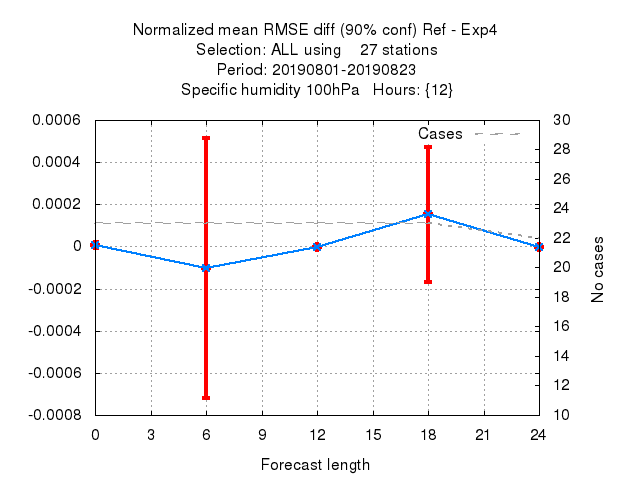 Normalized mean RMSE diff (90% conf) Ref - Exp4
Selection: ALL using    27 stations
Period: 20190801-20190823
Specific humidity 100hPa   Hours: {12}
Cases
0.0006
0.0004
0.0002
0
-0.0002
-0.0004
-0.0006
-0.0008
30
28
26
24
22
20
18
16
14
12
10
No cases
0 3 6 9 12 15 18 21 24
Forecast length